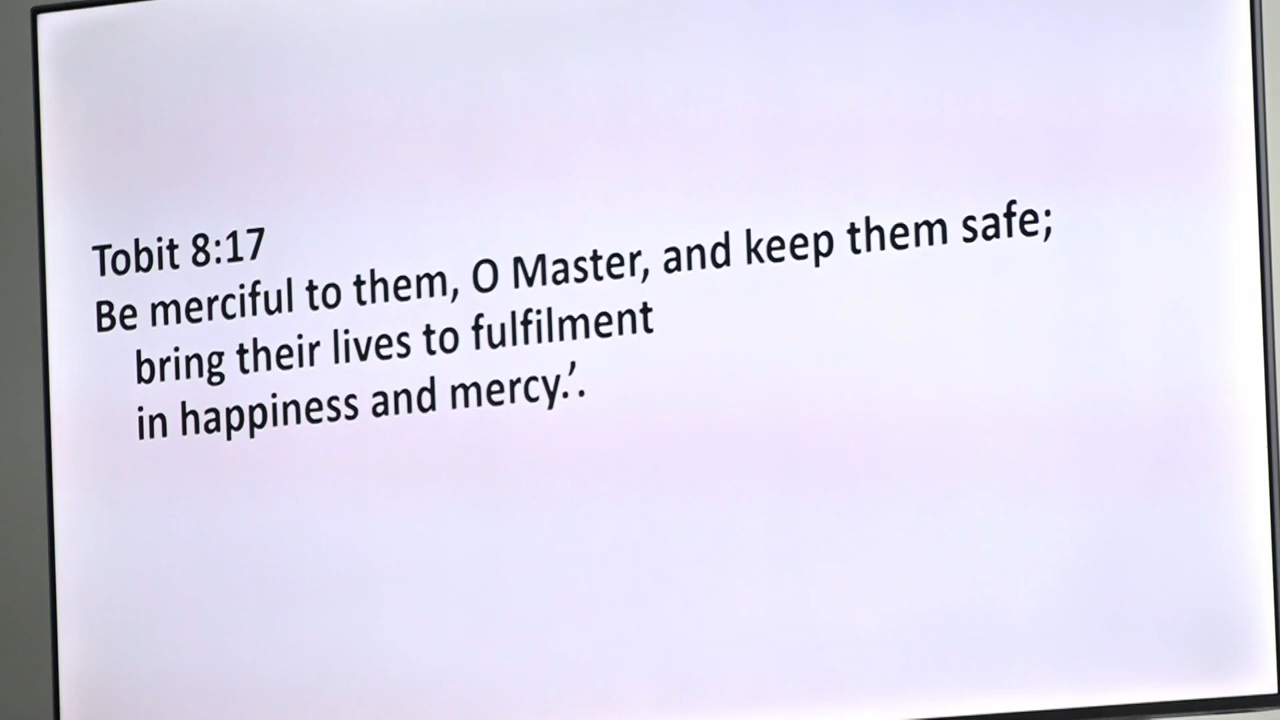 Tobit 8:17
Be merciful to them, O Master, and keep them safe;
bring their lives to fulfilment
in happiness and mercy.’.